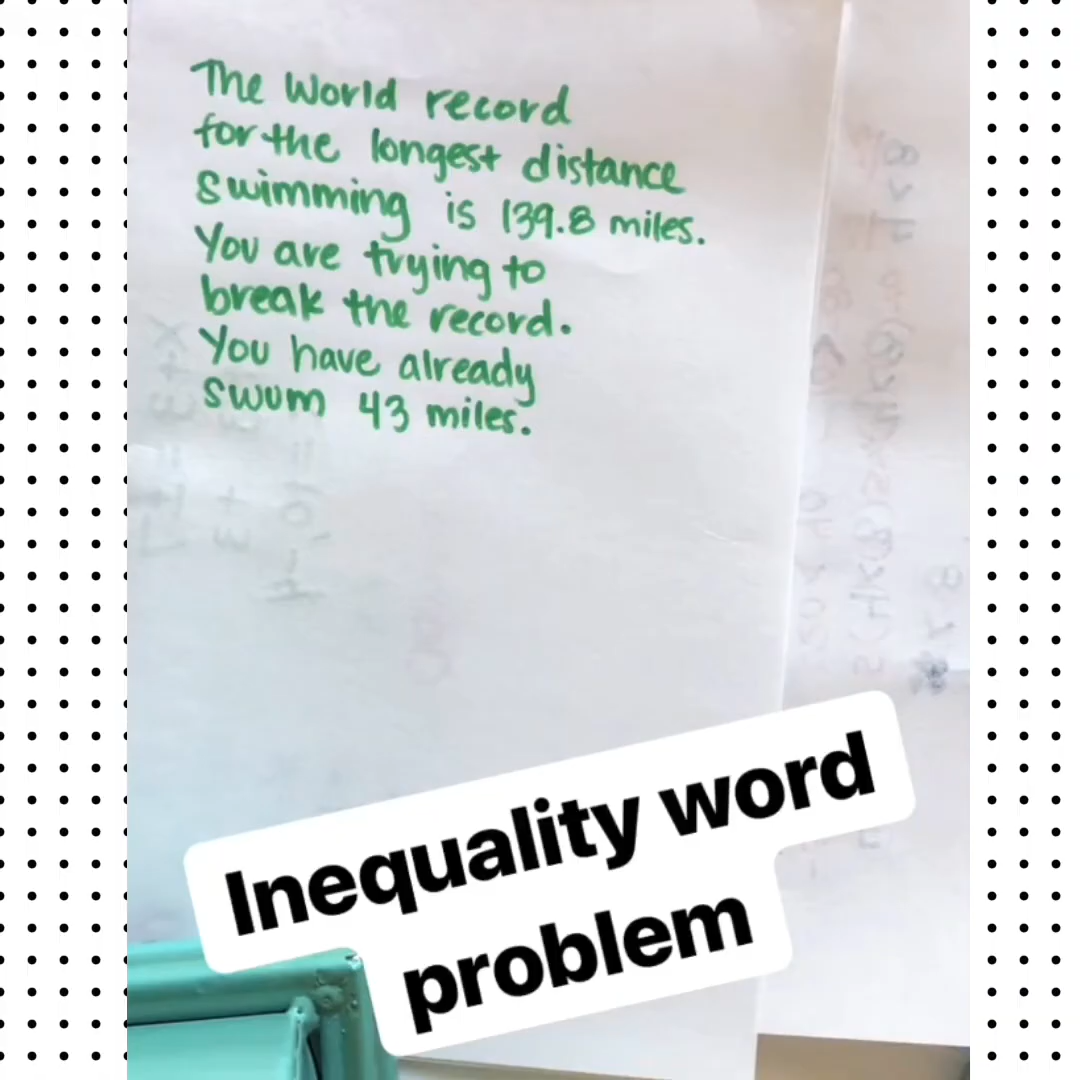 The World record
for the longest distance
swimming is 139.8 miles.
You are trying to
break the record.
You have already
swum 43 miles.
Inequality word
problem